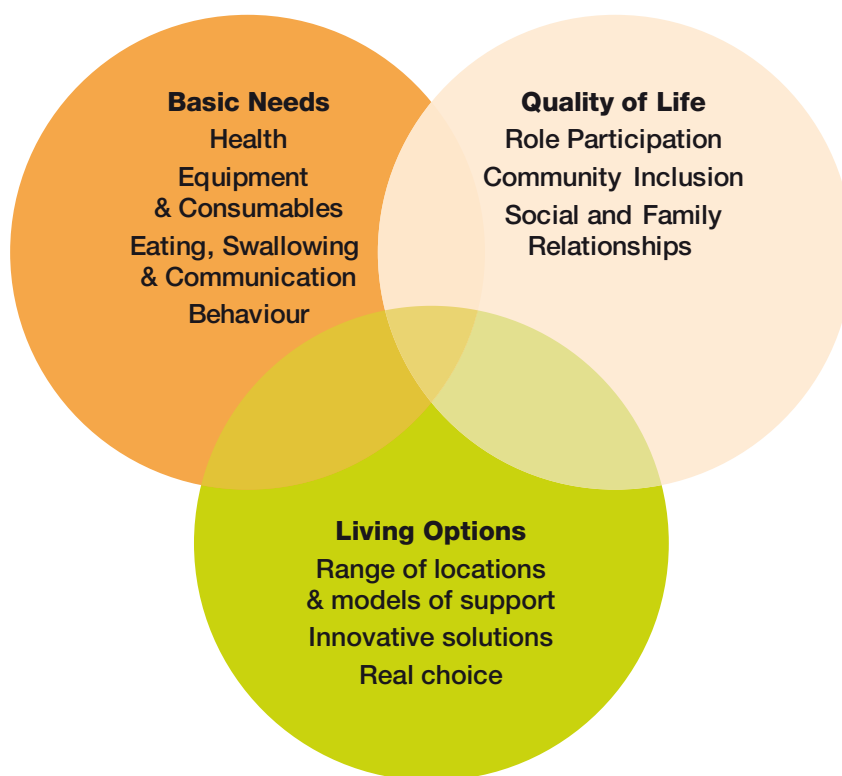 Basic Needs
Health
Equipment
& Consumables
Eating, Swallowing
& Communication
Behaviour
Quality of Life
Role Participation
Community Inclusion
Social and Family
Relationships
Living Options
Range of locations
& models of support
Innovative solutions
Real choice